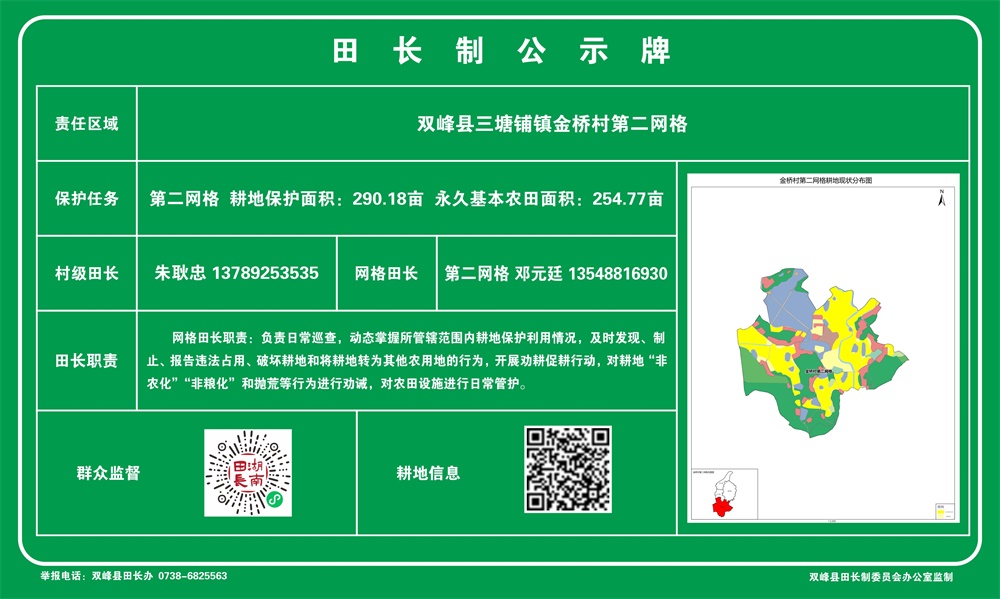 田长制公示牌
责任区域
双峰县三塘铺镇金桥村第二网格
保护任务
第二网格 耕地保护面积：290.18亩 永久基本农田面积：254.77亩
村级田长
朱耿忠 13789253535
网格田长
第二网格 邓元廷 13548816930
田长职责
网格田长职责：负责日常巡查，动态掌握所管辖范围内耕地保护利用情况，及时发现、制
止、报告违法占用、破坏耕地和将耕地转为其他农用地的行为，开展劝耕促耕行动，对耕地“非
农化”“非粮化”和抛荒等行为进行劝诫，对农田设施进行日常管护。
金桥村第二网格耕地现状分布图
N
金桥村第二网格
群众监督
湖南
田長
耕地信息
举报电话：双峰县田长办 0738-6825563
双峰县田长制委员会办公室监制